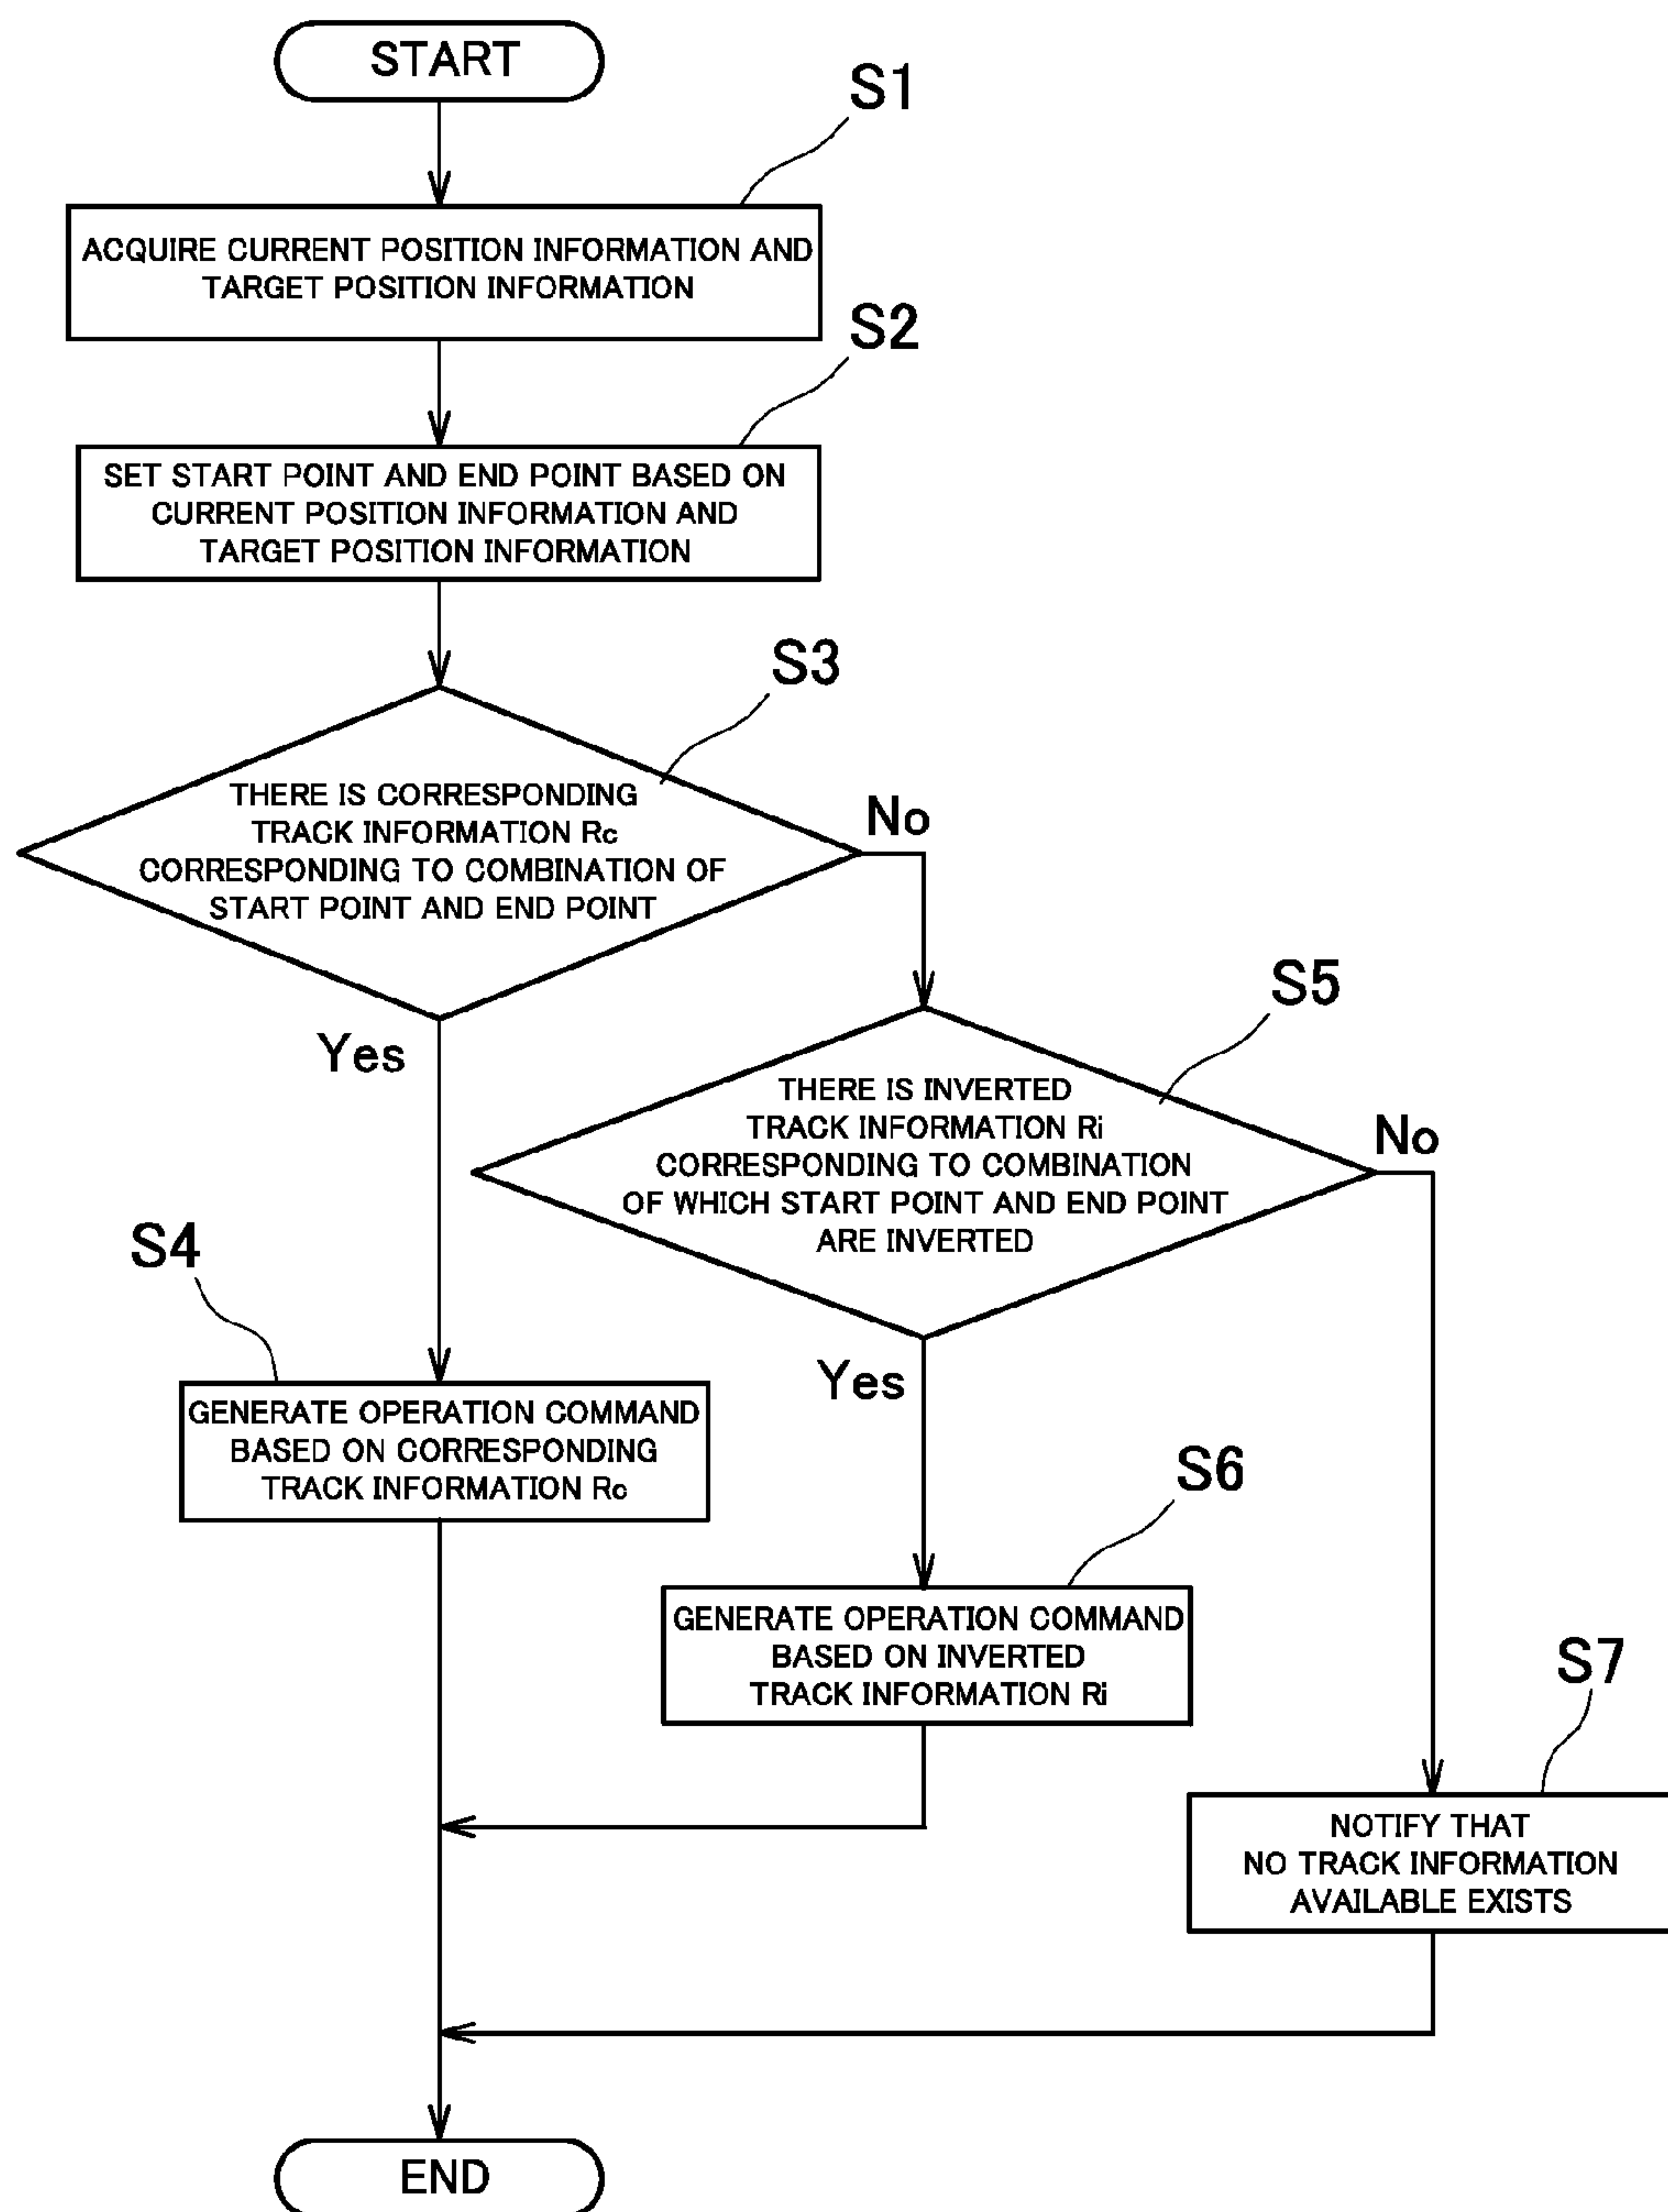 START
S1
ACQUIRE CURRENT POSITION INFORMATION AND
TARGET POSITION INFORMATION
S2
SET START POINT AND END POINT BASED ON
CURRENT POSITION INFORMATION AND
TARGET POSITION INFORMATION
S3
THERE IS CORRESPONDING
TRACK INFORMATION Rc
CORRESPONDING TO COMBINATION OF
START POINT AND END POINT
No
Yes
S5
THERE IS INVERTED
TRACK INFORMATION Ri
CORRESPONDING TO COMBINATION
OF WHICH START POINT AND END POINT
ARE INVERTED
No
Yes
S4
GENERATE OPERATION COMMAND
BASED ON CORRESPONDING
TRACK INFORMATION Rc
S6
GENERATE OPERATION COMMAND
BASED ON INVERTED
TRACK INFORMATION Ri
S7
NOTIFY THAT
NO TRACK INFORMATION
AVAILABLE EXISTS
END